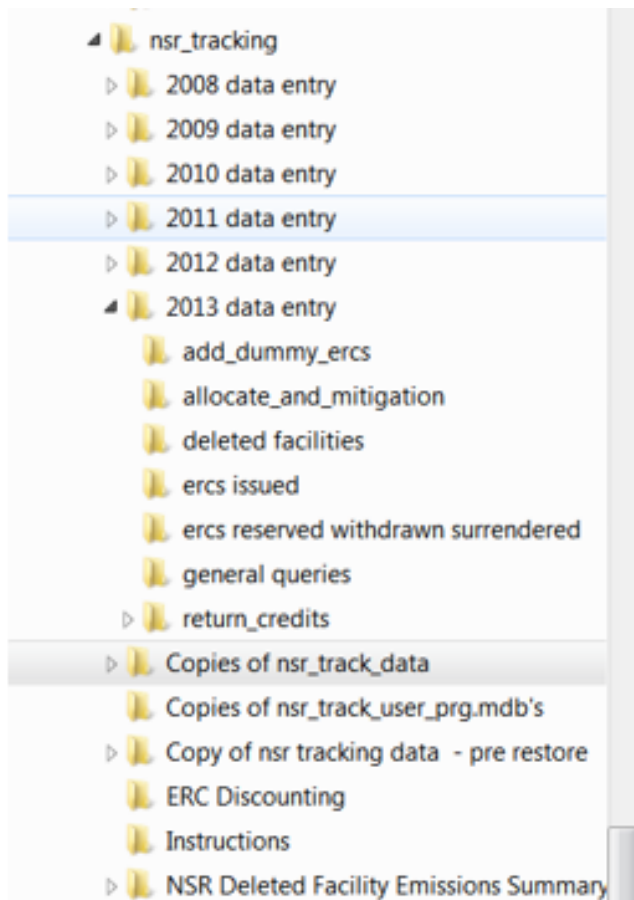 nsr_tracking
2008 data entry
2009 data entry
2010 data entry
2011 data entry
2012 data entry
2013 data entry
add_dummy_ercs
allocate_and_mitigation
deleted facilities
ercs issued
ercs reserved withdrawn surrendered
general queries
return_credits
Copies of nsr_track_data
Copies of nsr_track_user_prg.mdb's
Copy of nsr tracking data  - pre restore
ERC Discounting
Instructions
NSR Deleted Facility Emissions Summary